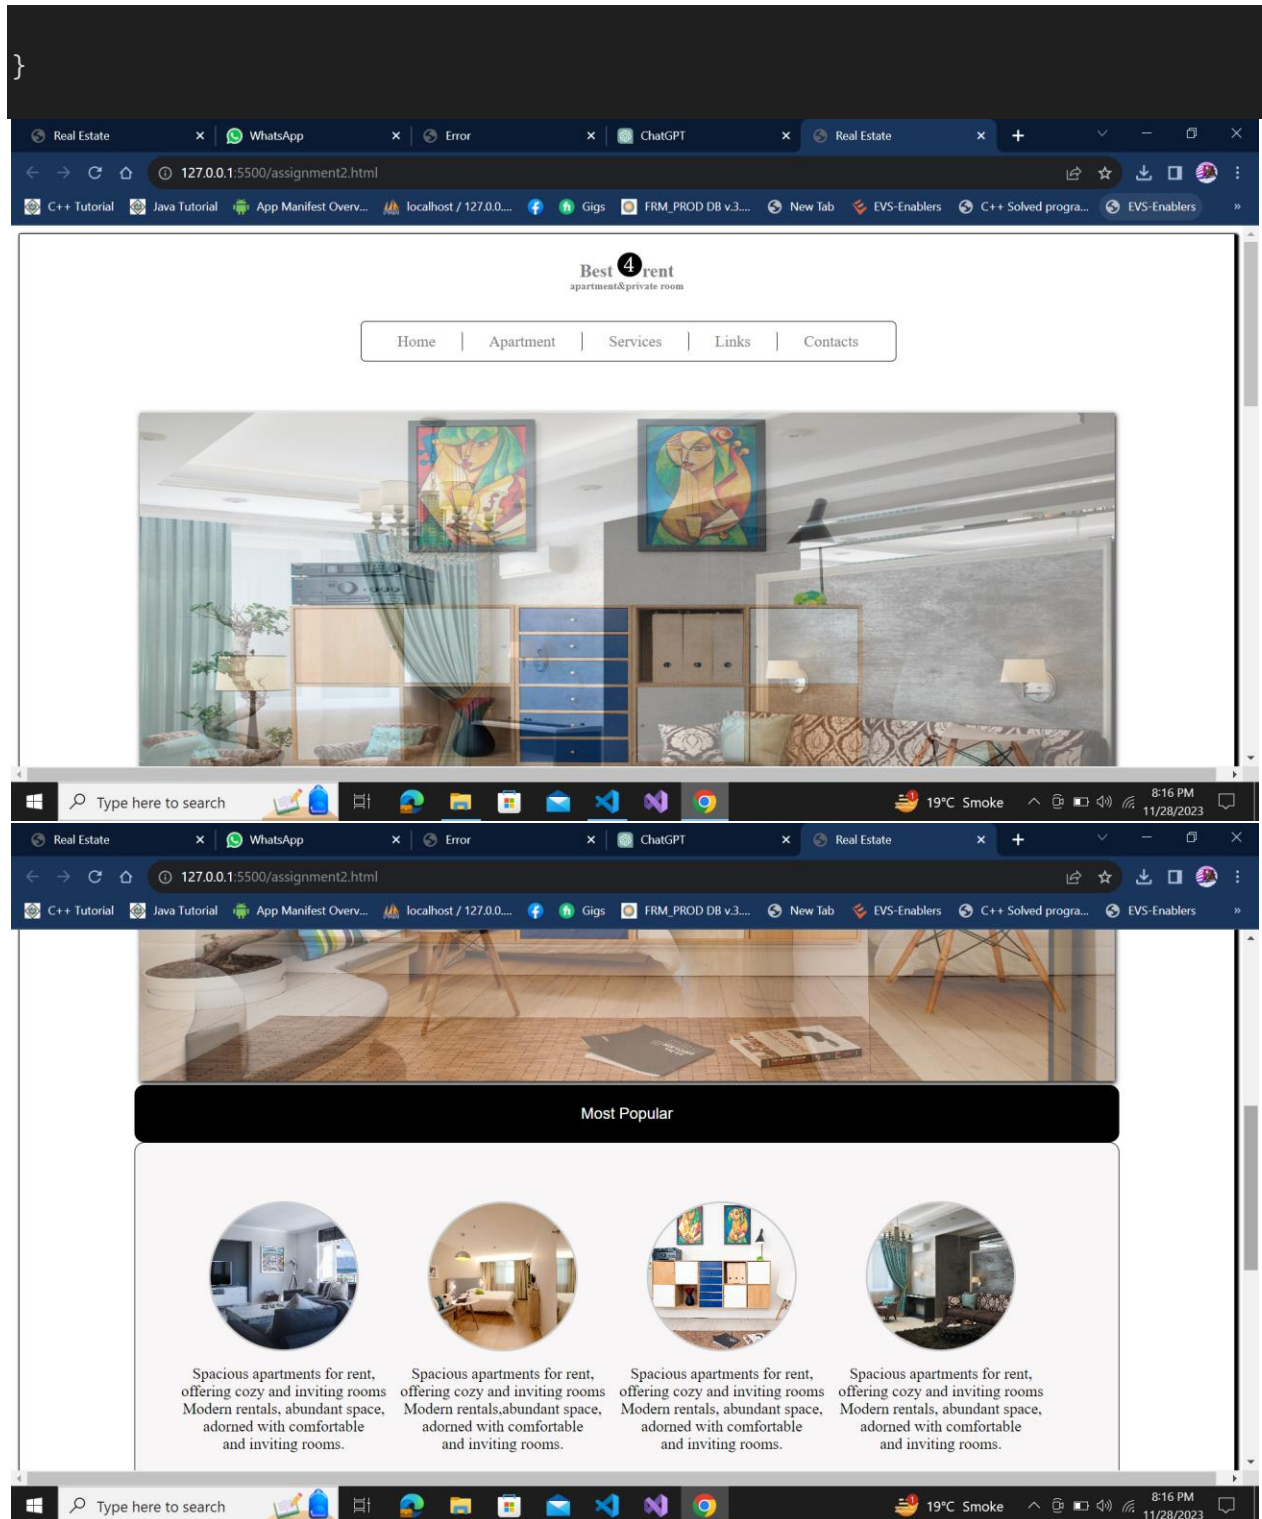 }
Real Estate WhatsApp Error ChatGPT Real Estate
127.0.0.1:5500/assignment2.html
C++ Tutorial Java Tutorial App Manifest Overv... localhost / 127.0.0.... Gigs FRM_PROD DB v.3.... New Tab EVS-Enablers C++ Solved progra... EVS-Enablers »
Best 4 rent
apartment&private room
Home Apartment Services Links Contacts
Type here to search 19°C Smoke 8:16 PM
11/28/2023
Real Estate WhatsApp Error ChatGPT Real Estate
127.0.0.1:5500/assignment2.html
C++ Tutorial Java Tutorial App Manifest Overv... localhost / 127.0.0.... Gigs FRM_PROD DB v.3.... New Tab EVS-Enablers C++ Solved progra... EVS-Enablers »
Most Popular
Spacious apartments for rent,
offering cozy and inviting rooms
Modern rentals, abundant space,
adorned with comfortable
and inviting rooms.
Spacious apartments for rent,
offering cozy and inviting rooms
Modern rentals,abundant space,
adorned with comfortable
and inviting rooms.
Spacious apartments for rent,
offering cozy and inviting rooms
Modern rentals, abundant space,
adorned with comfortable
and inviting rooms.
Spacious apartments for rent,
offering cozy and inviting rooms
Modern rentals, abundant space,
adorned with comfortable
and inviting rooms.
Type here to search 19°C Smoke 8:16 PM
11/28/2023